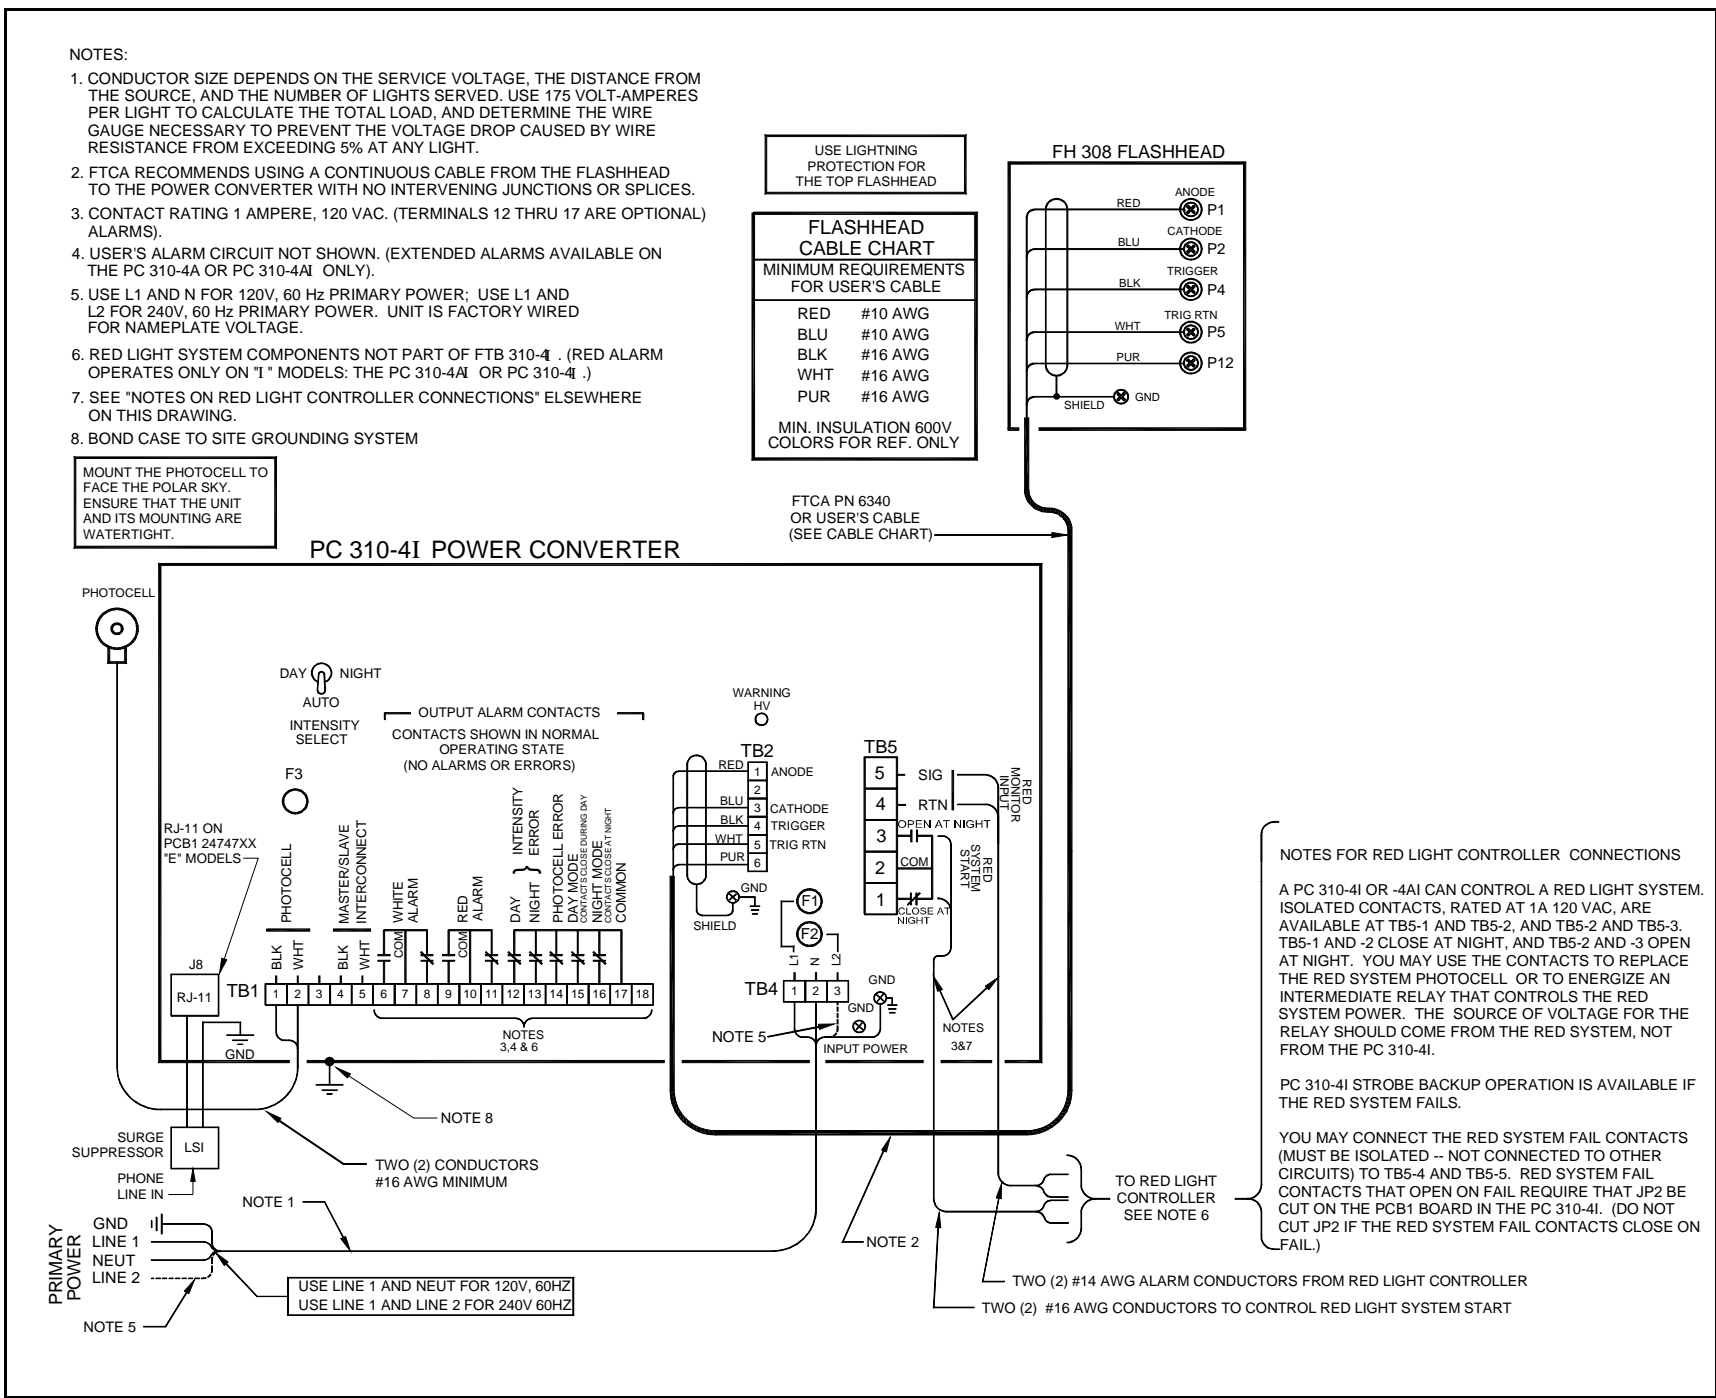 NOTES:
1. CONDUCTOR SIZE DEPENDS ON THE SERVICE VOLTAGE, THE DISTANCE FROM
THE SOURCE, AND THE NUMBER OF LIGHTS SERVED. USE 175 VOLT-AMPERES
PER LIGHT TO CALCULATE THE TOTAL LOAD, AND DETERMINE THE WIRE
GAUGE NECESSARY TO PREVENT THE VOLTAGE DROP CAUSED BY WIRE
RESISTANCE FROM EXCEEDING 5% AT ANY LIGHT.
2. FTCA RECOMMENDS USING A CONTINUOUS CABLE FROM THE FLASHHEAD
TO THE POWER CONVERTER WITH NO INTERVENING JUNCTIONS OR SPLICES.
3. CONTACT RATING 1 AMPERE, 120 VAC. (TERMINALS 12 THRU 17 ARE OPTIONAL)
ALARMS).
4. USER'S ALARM CIRCUIT NOT SHOWN. (EXTENDED ALARMS AVAILABLE ON
THE PC 310-4A OR PC 310-4AI ONLY).
5. USE L1 AND N FOR 120V, 60 Hz PRIMARY POWER; USE L1 AND
L2 FOR 240V, 60 Hz PRIMARY POWER. UNIT IS FACTORY WIRED
FOR NAMEPLATE VOLTAGE.
6. RED LIGHT SYSTEM COMPONENTS NOT PART OF FTB 310-4I . (RED ALARM
OPERATES ONLY ON "I " MODELS: THE PC 310-4AI OR PC 310-4I .)
7. SEE "NOTES ON RED LIGHT CONTROLLER CONNECTIONS" ELSEWHERE
ON THIS DRAWING.
8. BOND CASE TO SITE GROUNDING SYSTEM
MOUNT THE PHOTOCELL TO
FACE THE POLAR SKY.
ENSURE THAT THE UNIT
AND ITS MOUNTING ARE
WATERTIGHT.
USE LIGHTNING
PROTECTION FOR
THE TOP FLASHHEAD
FLASHHEAD
CABLE CHART
MINIMUM REQUIREMENTS
FOR USER'S CABLE
RED #10 AWG
BLU #10 AWG
BLK #16 AWG
WHT #16 AWG
PUR #16 AWG
MIN. INSULATION 600V
COLORS FOR REF. ONLY
FH 308 FLASHHEAD
ANODE
RED P1
CATHODE
BLU P2
TRIGGER
BLK P4
TRIG RTN
WHT P5
PUR P12
SHIELD GND
FTCA PN 6340
OR USER'S CABLE
(SEE CABLE CHART)
PC 310-4I POWER CONVERTER
PHOTOCELL
DAY NIGHT
AUTO
INTENSITY
SELECT
F3
OUTPUT ALARM CONTACTS
CONTACTS SHOWN IN NORMAL
OPERATING STATE
(NO ALARMS OR ERRORS)
RJ-11 ON
PCB1 24747XX
"E" MODELS
J8
RJ-11
GND
PHOTOCELL
BLK
WHT
MASTER/SLAVE
INTERCONNECT
BLK
WHT
WHITE
ALARM
COM
RED
ALARM
COM
DAY
NIGHT
INTENSITY
ERROR
PHOTOCELL ERROR
DAY MODE
CONTACTS CLOSE DURING DAY
NIGHT MODE
CONTACTS CLOSE AT NIGHT
COMMON
TB1 1 2 3 4 5 6 7 8 9 10 11 12 13 14 15 16 17 18
NOTES
3,4 & 6
WARNING
HV
TB2
RED 1 ANODE
2
BLU 3 CATHODE
BLK 4 TRIGGER
WHT 5 TRIG RTN
PUR 6
GND
SHIELD
F1
F2
L1
N
L2
TB4 1 2 3
GND
GND
NOTE 5
INPUT POWER
TB5
5 SIG
4 RTN
RED
MONITOR
INPUT
OPEN AT NIGHT
3
2 COM
1
CLOSE AT
NIGHT
RED
SYSTEM
START
NOTES
3&7
NOTE 8
SURGE
SUPPRESSOR
LSI
PHONE
LINE IN
TWO (2) CONDUCTORS
#16 AWG MINIMUM
NOTE 1
PRIMARY
POWER
GND
LINE 1
NEUT
LINE 2
NOTE 5
USE LINE 1 AND NEUT FOR 120V, 60HZ
USE LINE 1 AND LINE 2 FOR 240V 60HZ
NOTE 2
TO RED LIGHT
CONTROLLER
SEE NOTE 6
TWO (2) #14 AWG ALARM CONDUCTORS FROM RED LIGHT CONTROLLER
TWO (2) #16 AWG CONDUCTORS TO CONTROL RED LIGHT SYSTEM START
NOTES FOR RED LIGHT CONTROLLER CONNECTIONS
A PC 310-4I OR -4AI CAN CONTROL A RED LIGHT SYSTEM.
ISOLATED CONTACTS, RATED AT 1A 120 VAC, ARE
AVAILABLE AT TB5-1 AND TB5-2, AND TB5-2 AND TB5-3.
TB5-1 AND -2 CLOSE AT NIGHT, AND TB5-2 AND -3 OPEN
AT NIGHT. YOU MAY USE THE CONTACTS TO REPLACE
THE RED SYSTEM PHOTOCELL OR TO ENERGIZE AN
INTERMEDIATE RELAY THAT CONTROLS THE RED
SYSTEM POWER. THE SOURCE OF VOLTAGE FOR THE
RELAY SHOULD COME FROM THE RED SYSTEM, NOT
FROM THE PC 310-4I.
PC 310-4I STROBE BACKUP OPERATION IS AVAILABLE IF
THE RED SYSTEM FAILS.
YOU MAY CONNECT THE RED SYSTEM FAIL CONTACTS
(MUST BE ISOLATED -- NOT CONNECTED TO OTHER
CIRCUITS) TO TB5-4 AND TB5-5. RED SYSTEM FAIL
CONTACTS THAT OPEN ON FAIL REQUIRE THAT JP2 BE
CUT ON THE PCB1 BOARD IN THE PC 310-4I. (DO NOT
CUT JP2 IF THE RED SYSTEM FAIL CONTACTS CLOSE ON
FAIL.)